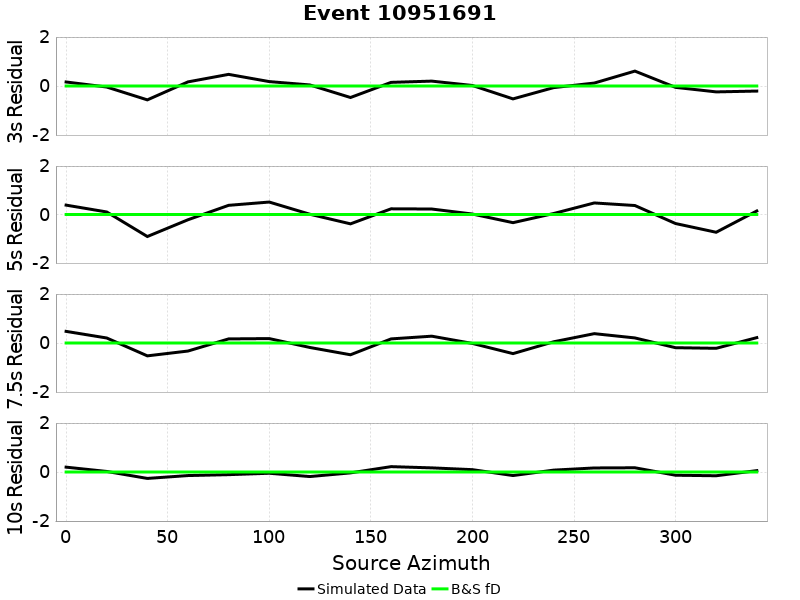 Event 10951691
3s Residual
2
0
-2
5s Residual
2
0
-2
7.5s Residual
2
0
-2
10s Residual
2
0
-2
0 50 100 150 200 250 300
Source Azimuth
Simulated Data B&S fD